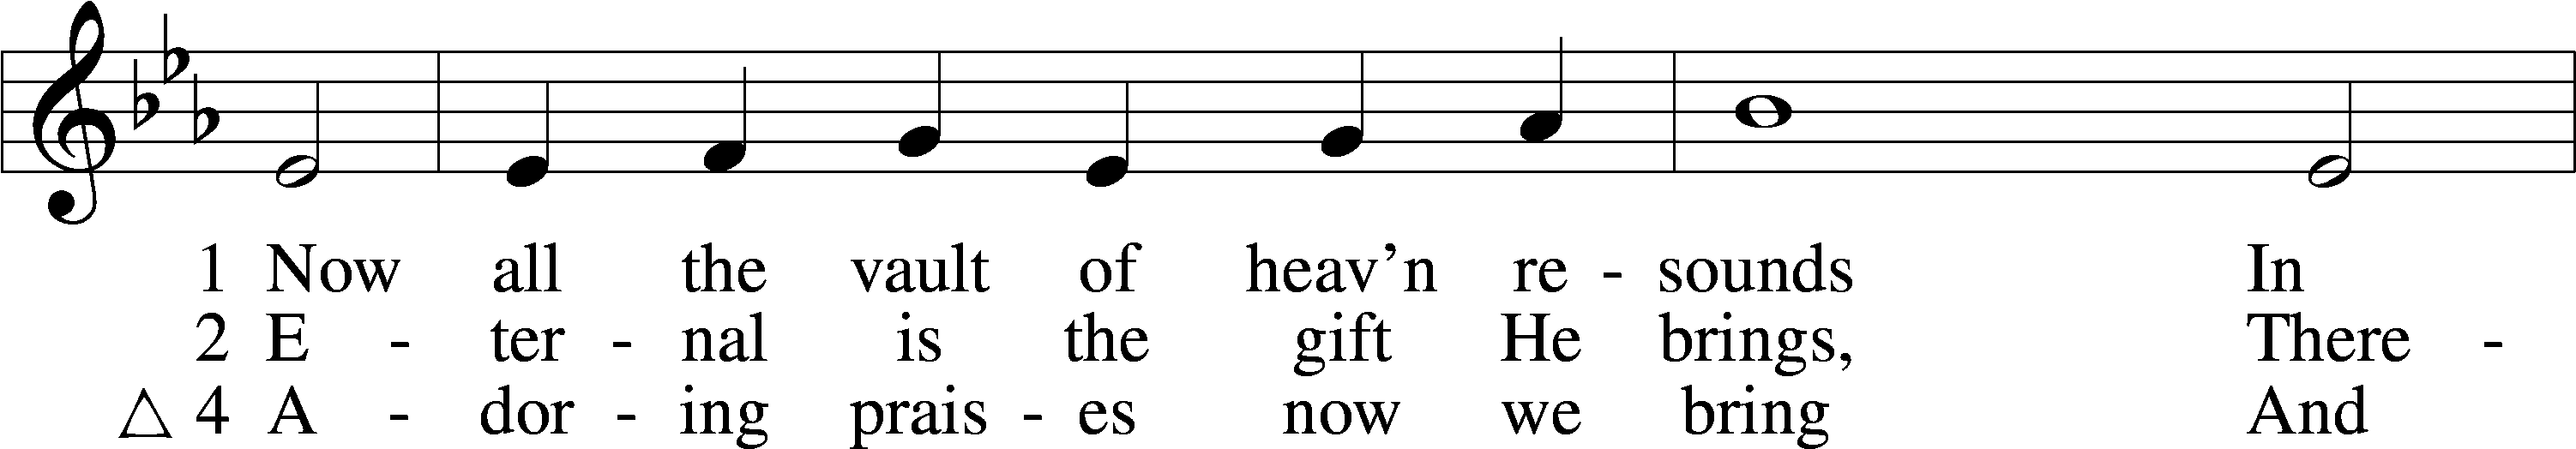 1 Now all the vault of heav’n re - sounds In
2 E - ter - nal is the gift He brings, There -
△ 4 A - dor - ing prais - es now we bring And